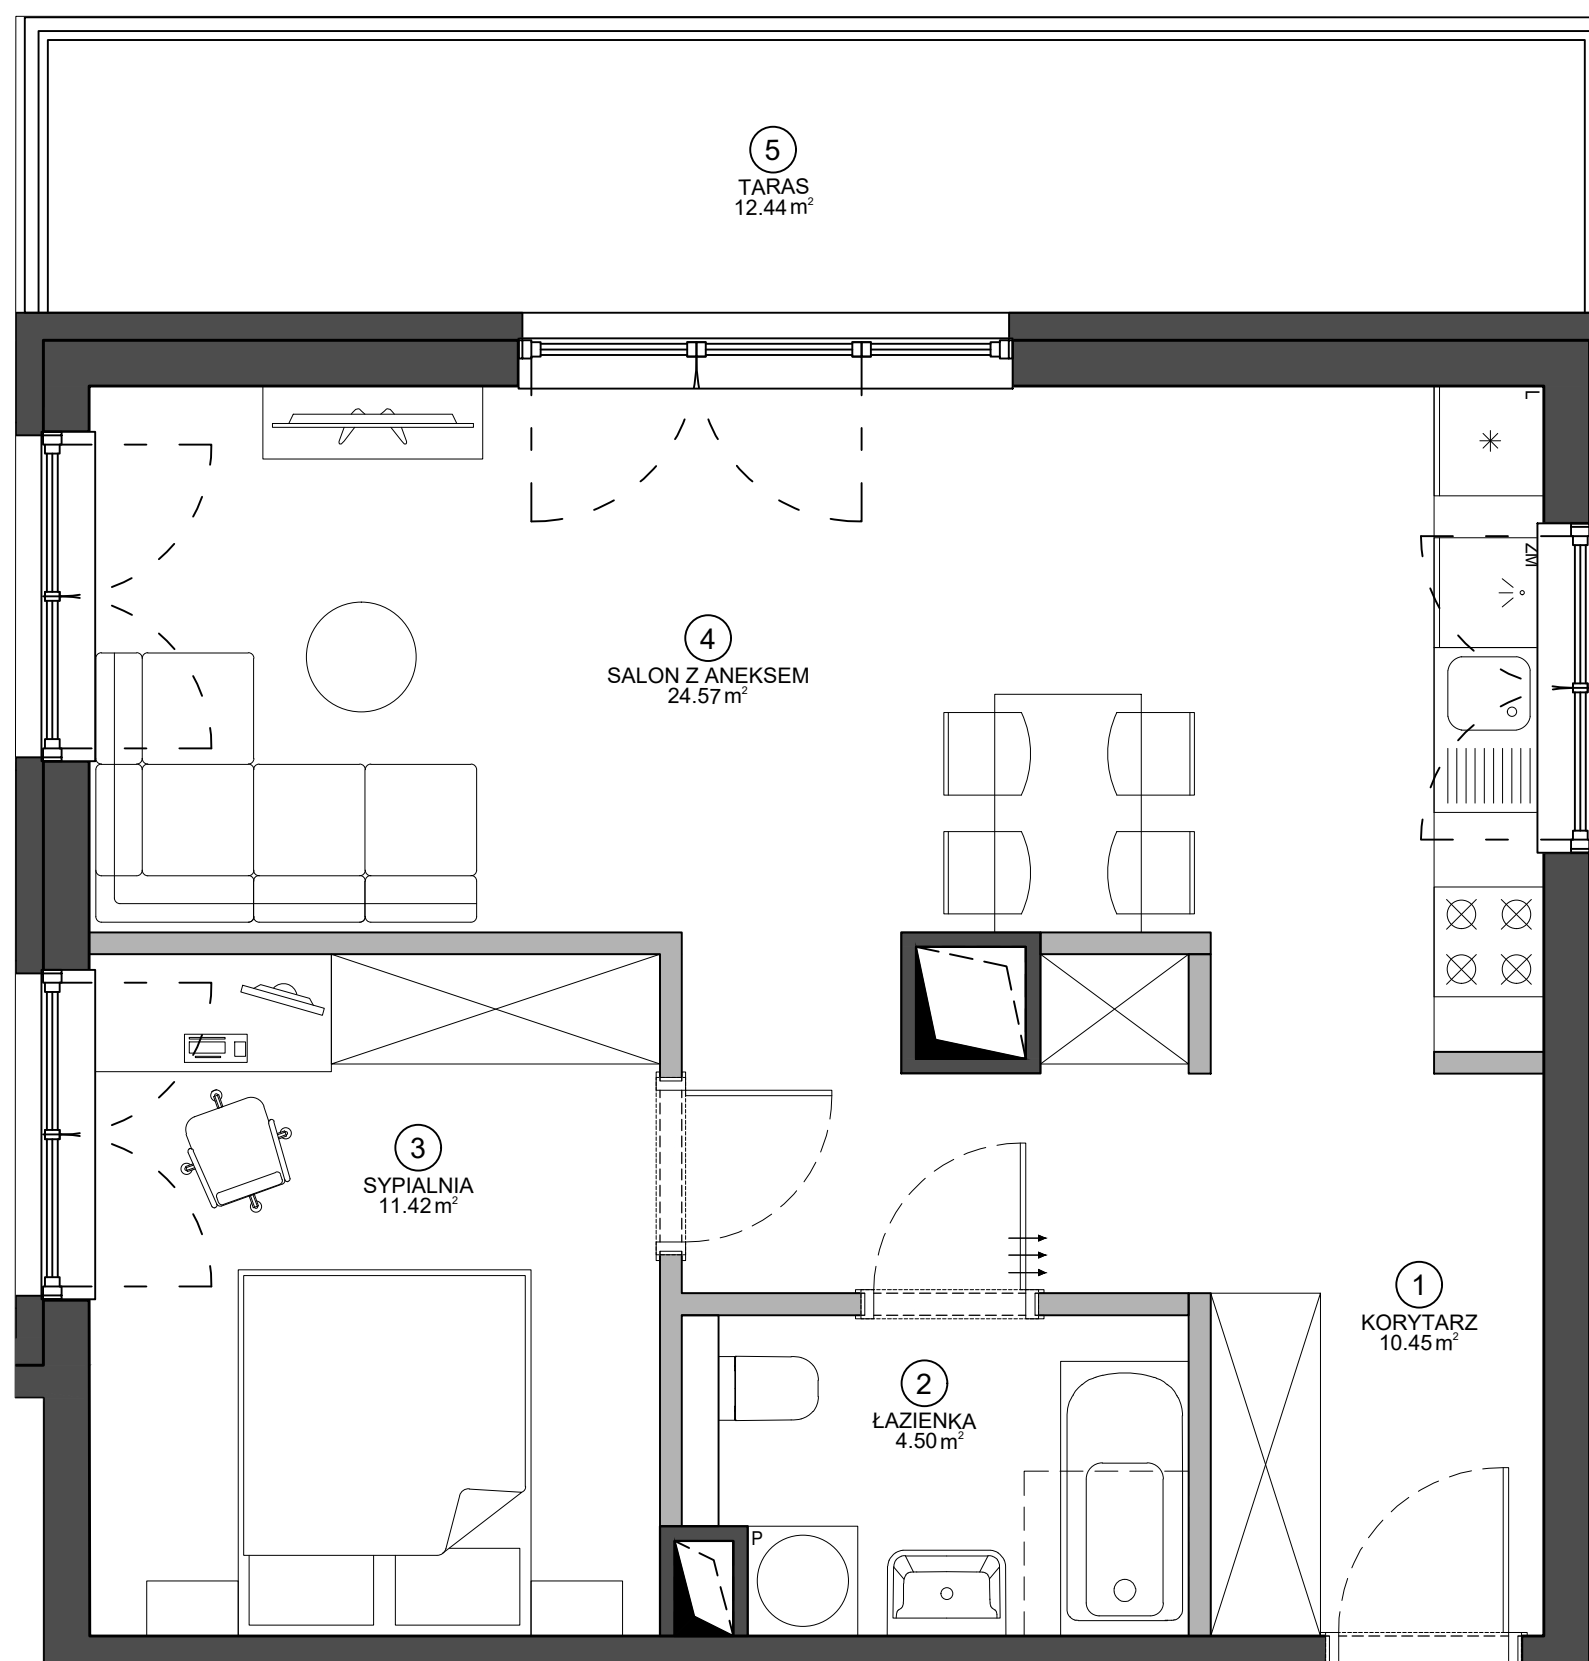 5
TARAS
12.44 m²
L
ZM
4
SALON Z ANEKSEM
24.57 m²
3
SYPIALNIA
11.42 m²
1
KORYTARZ
10.45 m²
2
ŁAZIENKA
4.50 m²
P